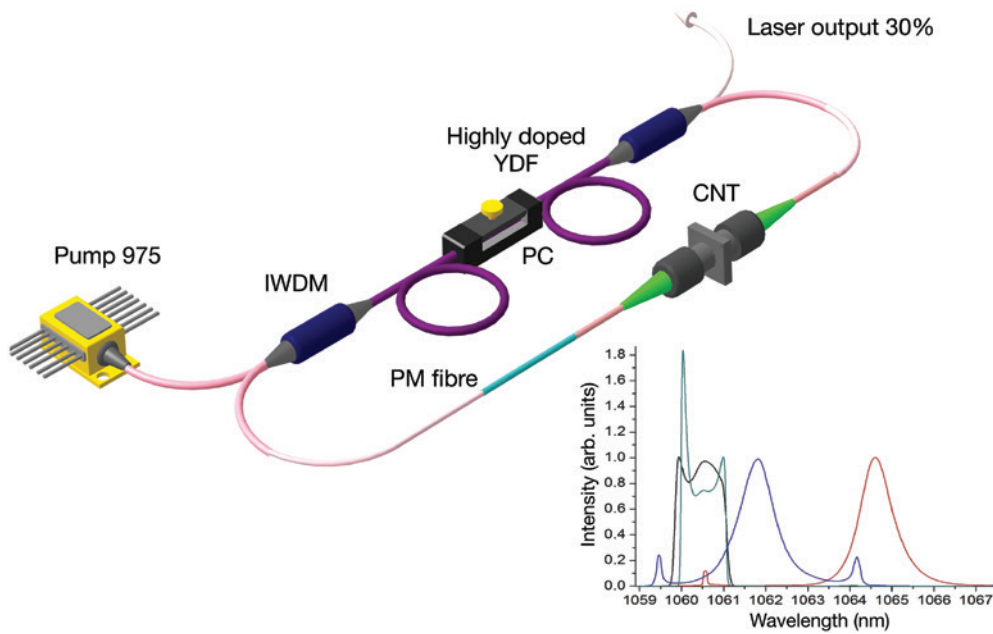 Laser output 30%
Highly doped
YDF
CNT
Pump 975
IWDM
PC
PM fibre
Intensity (arb. units)
1.8
1.6
1.4
1.2
1.0
0.8
0.6
0.4
0.2
0.0
1059 1060 1061 1062 1063 1064 1065 1066 1067
Wavelength (nm)